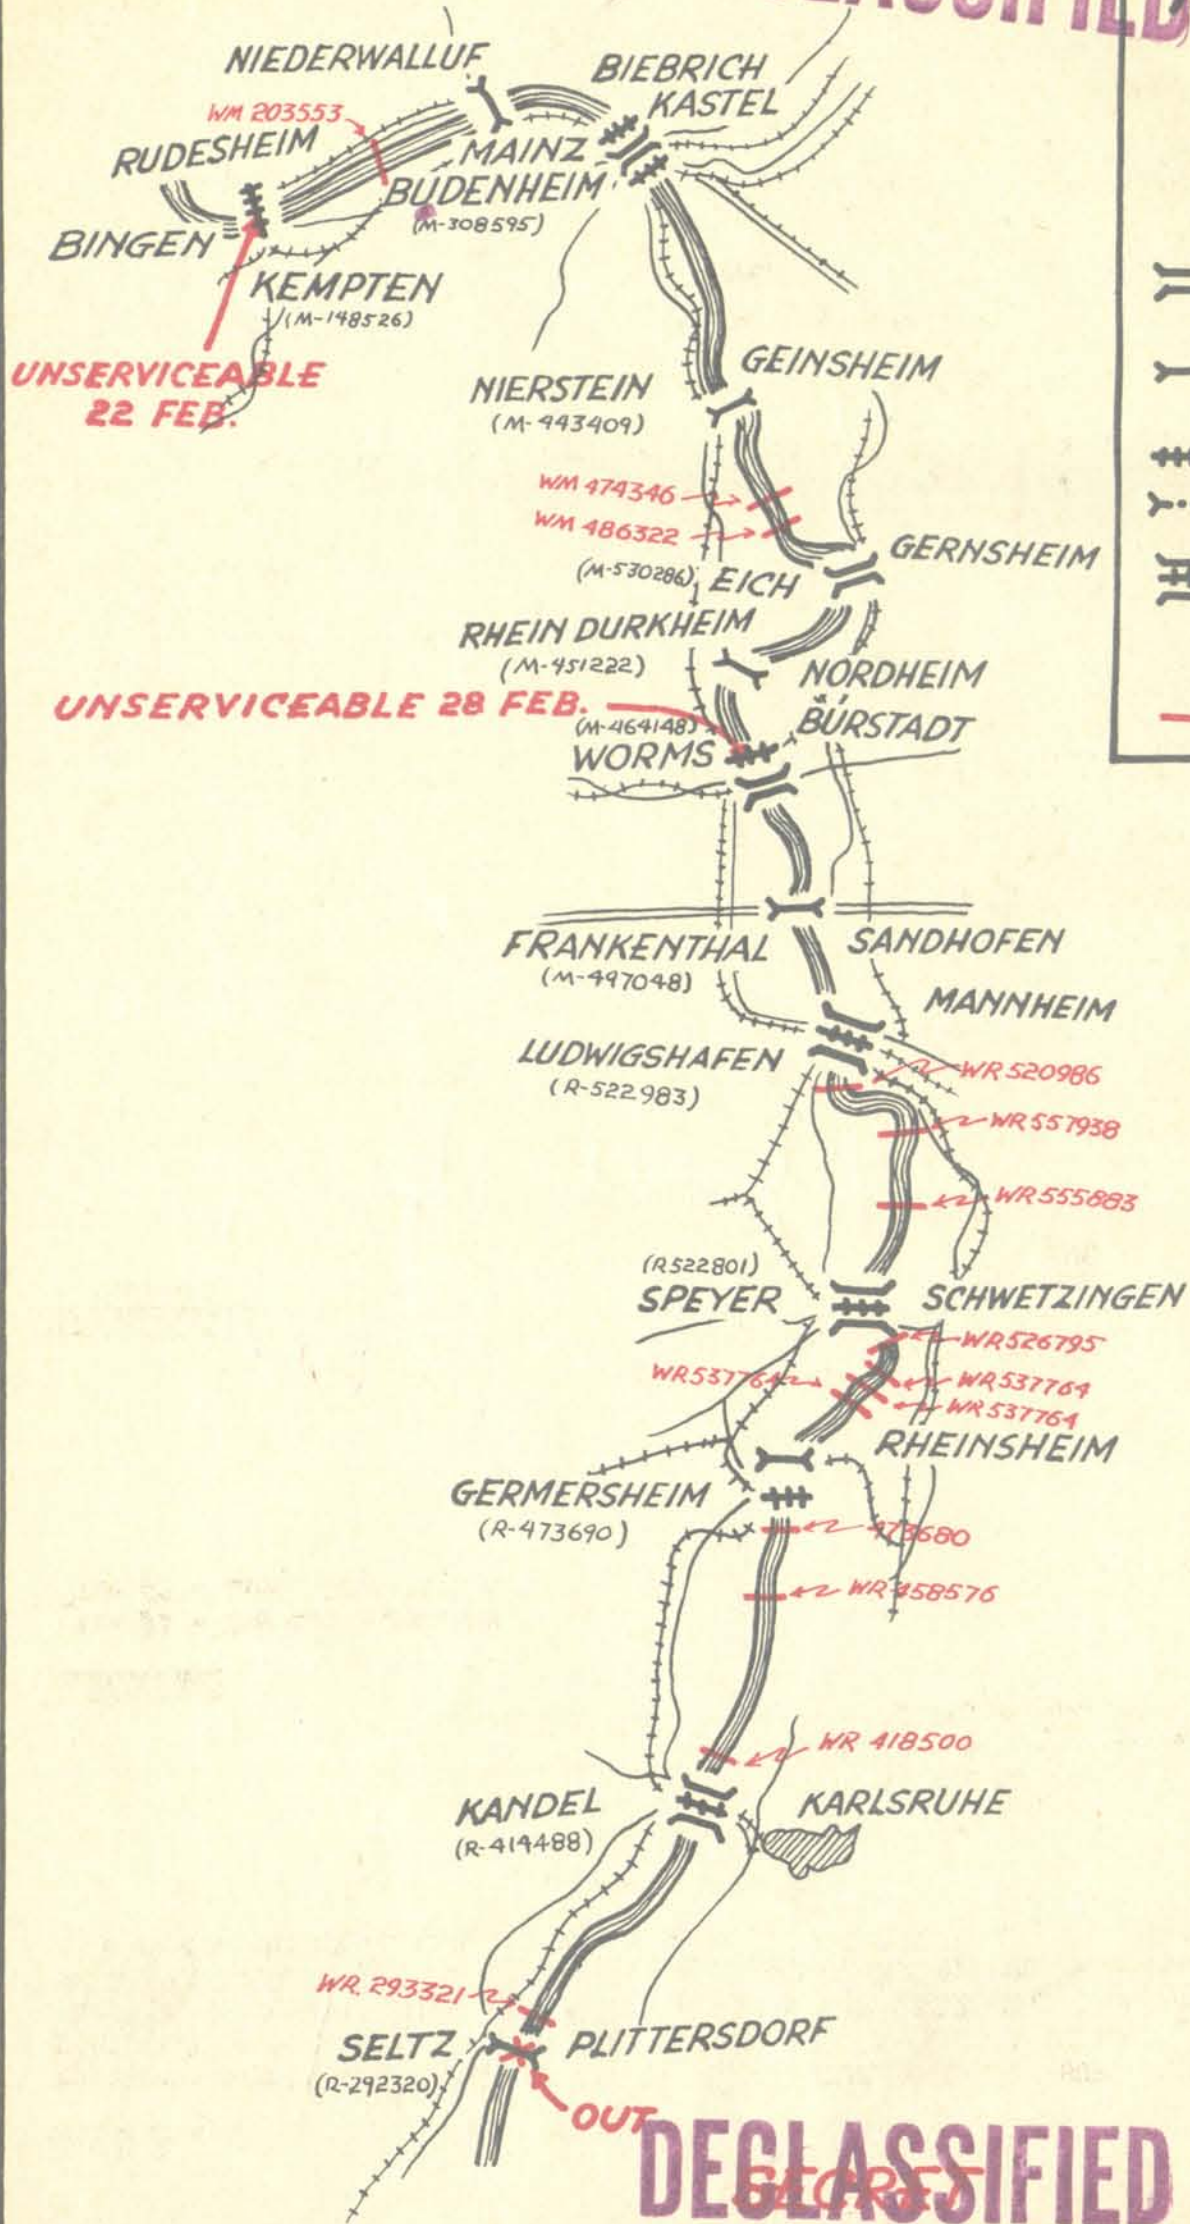 DECLASSIFIED
NIEDERWALLUF
BIEBRICH
KASTEL
WM 203553
RUDESHEIM
MAINZ
BUDENHEIM
(M-308595)
BINGEN
KEMPTEN
(M-148526)
UNSERVICEABLE
22 FEB.
GEINSHEIM
NIERSTEIN
(M-443409)
WM 474346
WM 486322
GERNSHEIM
(M-530286) EICH
RHEIN DURKHEIM
(M-451222)
NORDHEIM
UNSERVICEABLE 28 FEB.
(M-464148)
BÜRSTADT
WORMS
FRANKENTHAL
SANDHOFEN
(M-497048)
MANNHEIM
LUDWIGSHAFEN
(R-522983)
WR 520986
WR 557938
WR 555883
(R522801)
SPEYER
SCHWETZINGEN
WR 526795
WR 537764
WR 537764
WR 537764
RHEINSHEIM
GERMERSHEIM
(R-473690)
473680
WR 458576
WR 418500
KANDEL
(R-414488)
KARLSRUHE
WR. 293321
SELTZ
PLITTERSDORF
(R-292320)
OUT
DECLASSIFIED
SECRET